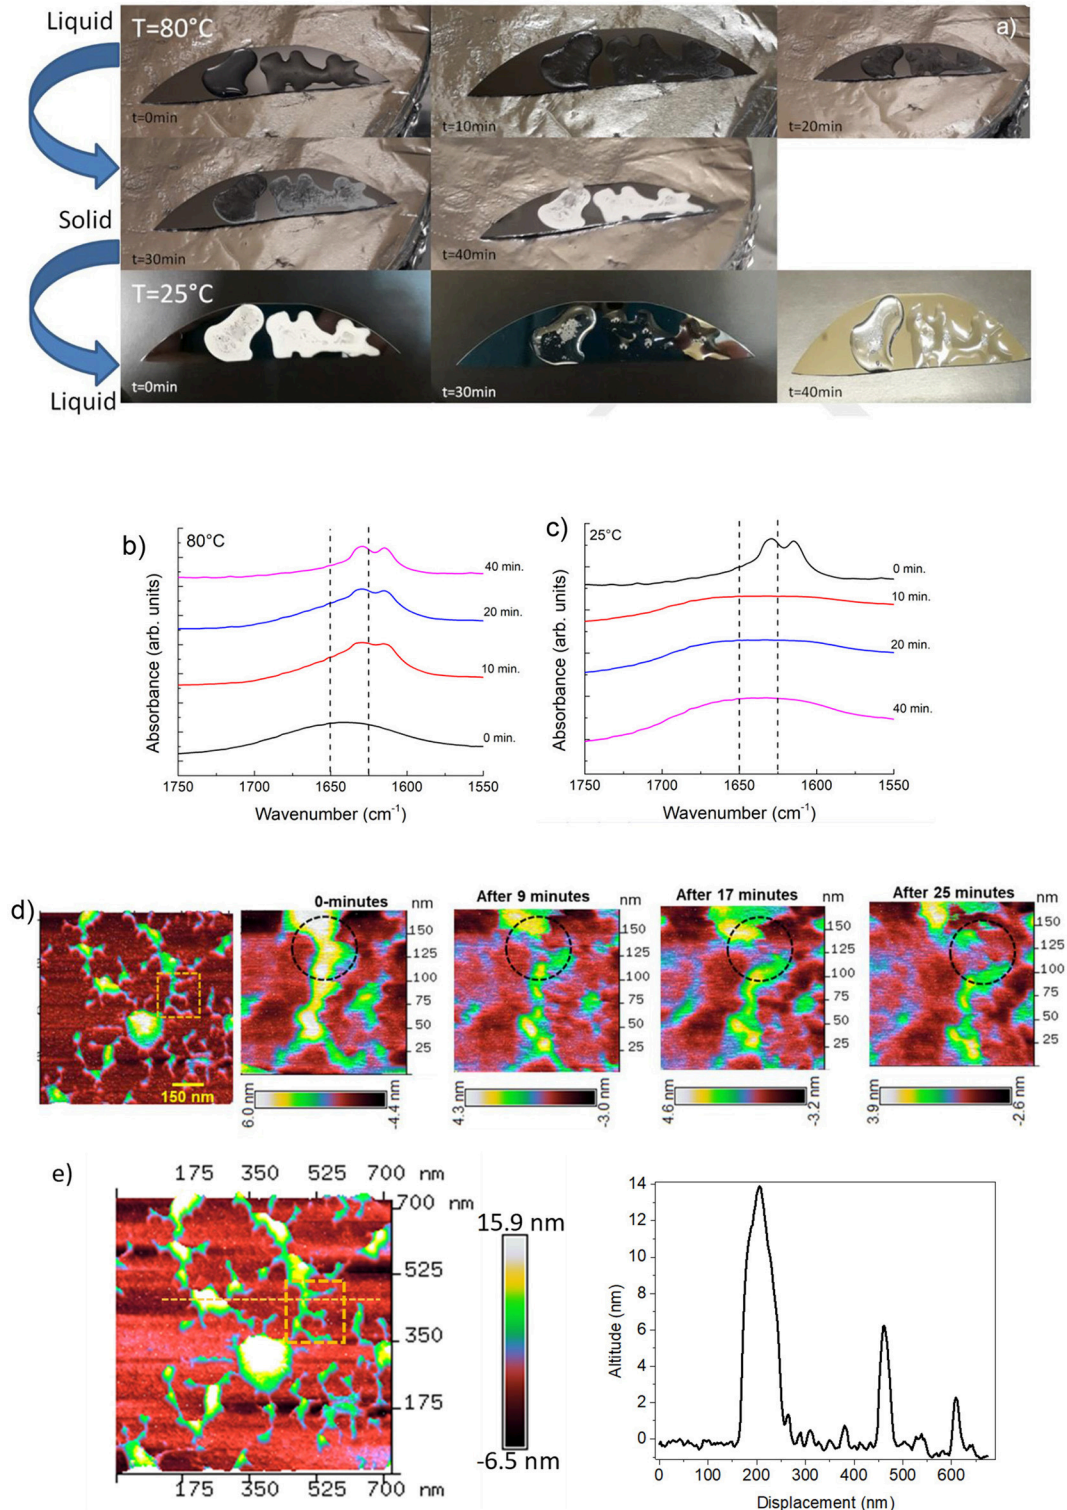 Liquid
T=80°C
a)
t=0min
t=10min
t=20min
Solid
t=30min
t=40min
T=25°C
Liquid
t=0min
t=30min
t=40min
b)
80°C
Absorbance (arb. units)
40 min.
20 min.
10 min.
0 min.
1750 1700 1650 1600 1550
Wavenumber (cm-1)
c)
25°C
Absorbance (arb. units)
0 min.
10 min.
20 min.
40 min.
1750 1700 1650 1600 1550
Wavenumber (cm-1)
d)
150 nm
0-minutes
nm
150
125
100
75
50
25
6.0 nm
-4.4 nm
After 9 minutes
nm
150
125
100
75
50
25
4.3 nm
-3.0 nm
After 17 minutes
nm
150
125
100
75
50
25
4.6 nm
-3.2 nm
After 25 minutes
nm
150
125
100
75
50
25
3.9 nm
-2.6 nm
e)
175 350 525 700 nm
700 nm
525
350
175
175 350 525 700 nm
15.9 nm
-6.5 nm
Altitude (nm)
14
12
10
8
6
4
2
0
0 100 200 300 400 500 600
Displacement (nm)